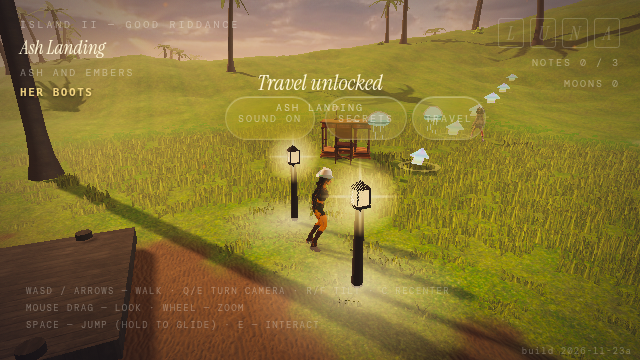 ISLAND II — GOOD RIDDANCE
Ash Landing
ASH AND EMBERS
HER BOOTS
L U N A
NOTES 0 / 3
MOONS 0
Travel unlocked
ASH LANDING
SOUND ON SECRETS TRAVEL
WASD / ARROWS — WALK · Q/E TURN CAMERA · RECENTER
MOUSE DRAG — LOOK · WHEEL — ZOOM
SPACE — JUMP (HOLD TO GLIDE) · E — INTERACT
build 2026-11-23a